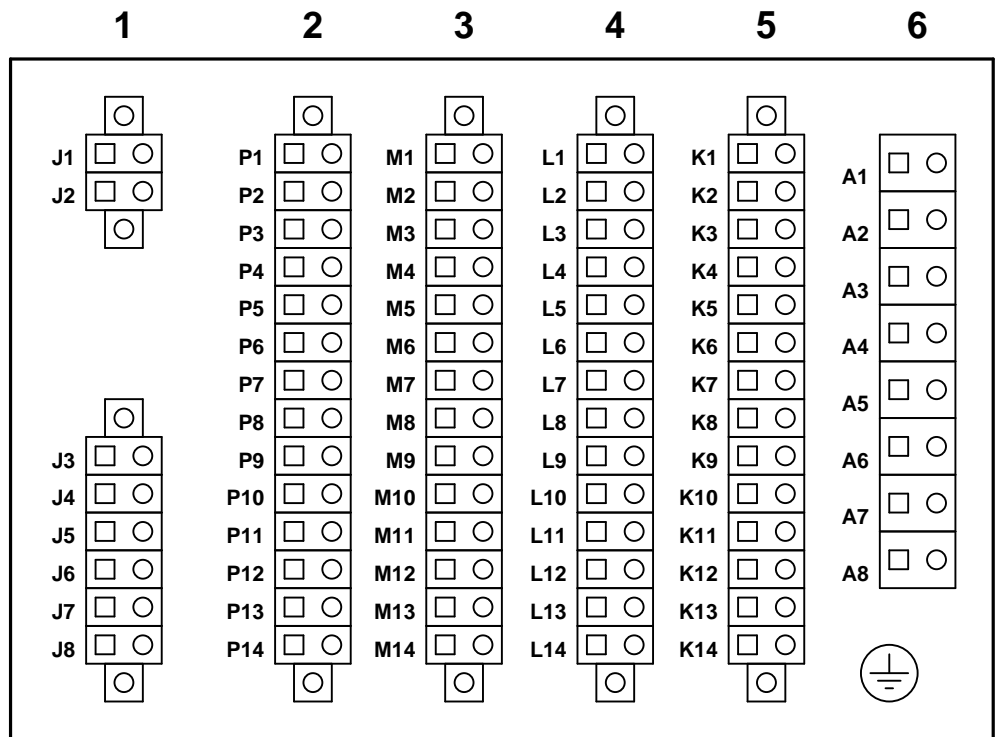 1 2 3 4 5 6
J1 P1 M1 L1 K1 A1
J2 P2 M2 L2 K2 A2
P3 M3 L3 K3 A3
P4 M4 L4 K4 A4
P5 M5 L5 K5 A5
P6 M6 L6 K6 A6
P7 M7 L7 K7 A7
P8 M8 L8 K8 A8
J3 P9 M9 L9 K9
J4 P10 M10 L10 K10
J5 P11 M11 L11 K11
J6 P12 M12 L12 K12
J7 P13 M13 L13 K13
J8 P14 M14 L14 K14